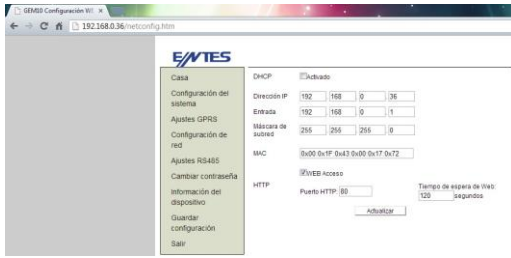 GEM10 Configuración WE
192.168.0.36/netconfig.htm
ENTES
Casa
Configuración del
sistema
Ajustes GPRS
Configuración de
red
Ajustes RS485
Cambiar contraseña
Información del
dispositivo
Guardar
configuración
Salir
DHCP
Activado
Dirección IP
192 168 0 36
Entrada
192 168 0 1
Máscara de
subred
255 255 255 0
MAC
0x00 0x1F 0x43 0x00 0x17 0x72
HTTP
WEB Acceso
Puerto HTTP: 80
Tiempo de espera de Web:
120 segundos
Actualizar